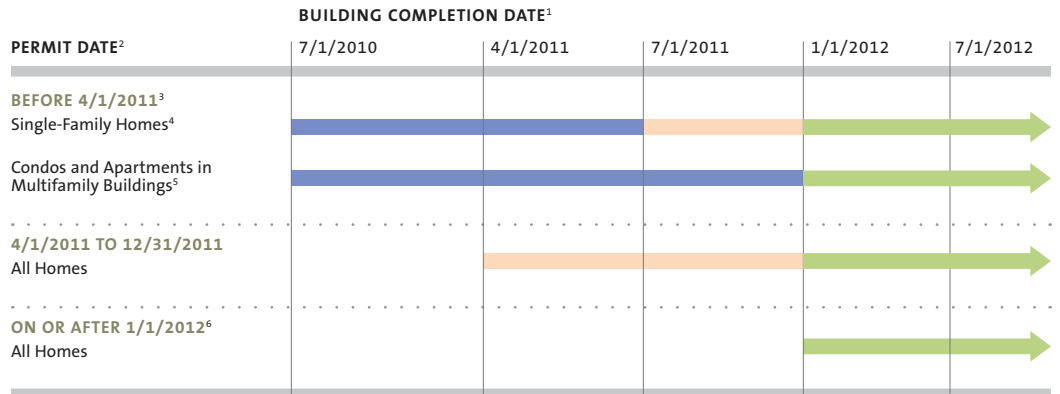 BUILDING COMPLETION DATE¹
PERMIT DATE² 7/1/2010 4/1/2011 7/1/2011 1/1/2012 7/1/2012
BEFORE 4/1/2011³
Single-Family Homes⁴
Condos and Apartments in
Multifamily Buildings⁵
4/1/2011 TO 12/31/2011
All Homes
ON OR AFTER 1/1/2012⁶
All Homes